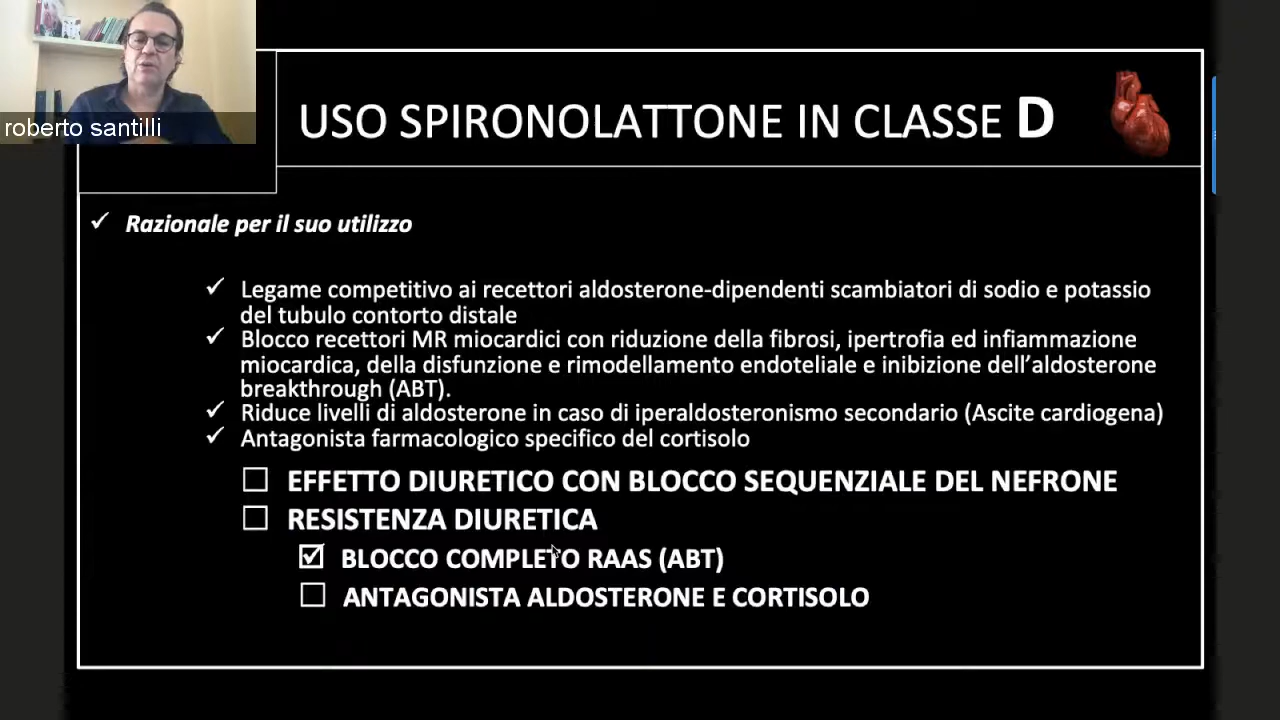 roberto santilli
USO SPIRONOLATTONE IN CLASSE D
Razionale per il suo utilizzo
Legame competitivo ai recettori aldosterone-dipendenti scambiatori di sodio e potassio
del tubulo contorto distale
Blocco recettori MR miocardici con riduzione della fibrosi, ipertrofia ed infiammazione
miocardica, della disfunzione e rimodellamento endoteliale e inibizione dell'aldosterone
breakthrough (ABT).
Riduce livelli di aldosterone in caso di iperaldosteronismo secondario (Ascite cardiogena)
Antagonista farmacologico specifico del cortisolo
EFFETTO DIURETICO CON BLOCCO SEQUENZIALE DEL NEFRONE
RESISTENZA DIURETICA
BLOCCO COMPLETO RAAS (ABT)
ANTAGONISTA ALDOSTERONE E CORTISOLO